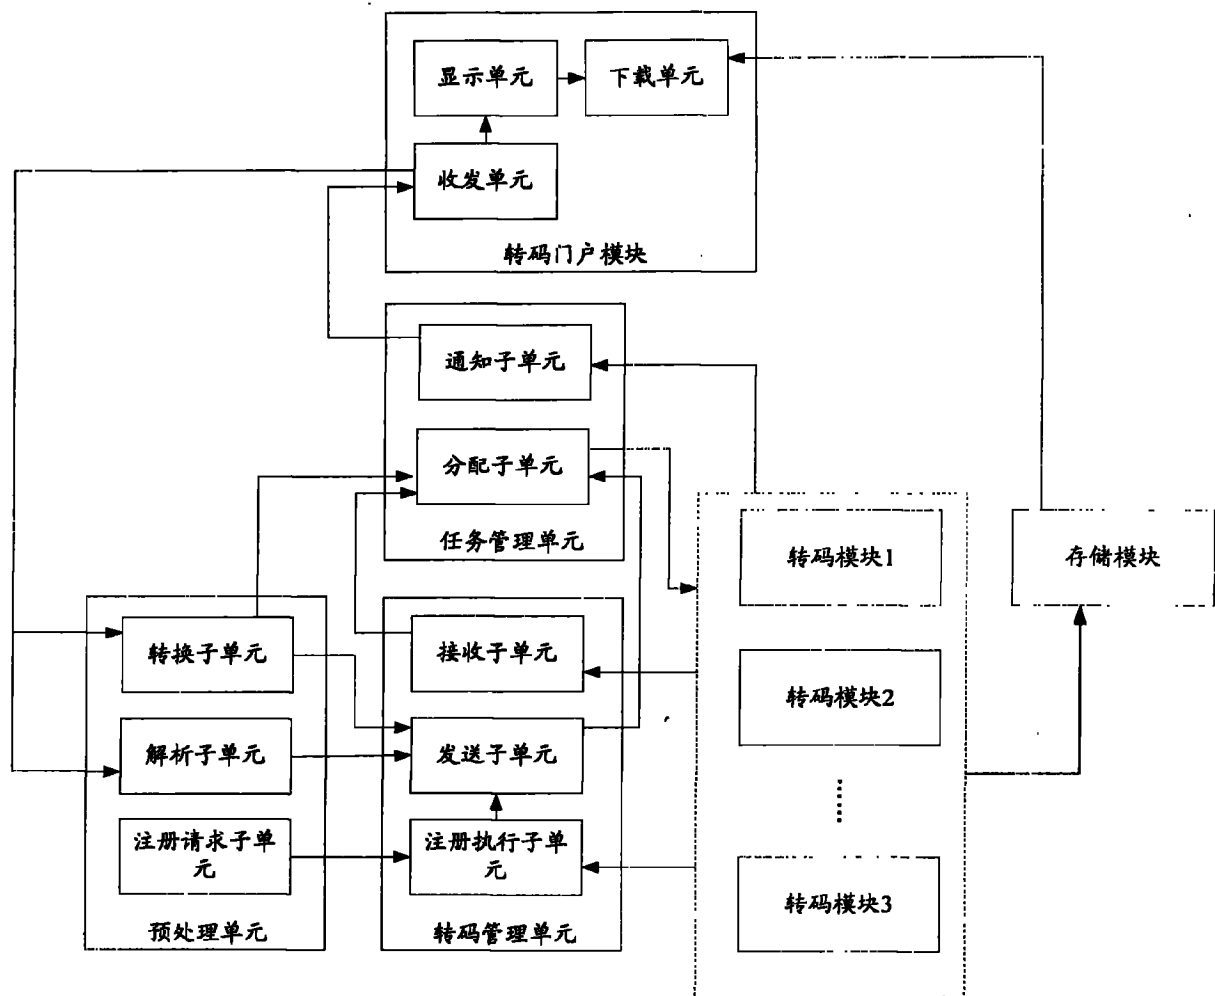 显示单元
下载单元
收发单元
转码门户模块
通知子单元
分配子单元
任务管理单元
转码模块1
存储模块
转换子单元
接收子单元
转码模块2
解析子单元
发送子单元
注册请求子单
元
注册执行子单
元
转码模块3
预处理单元
转码管理单元